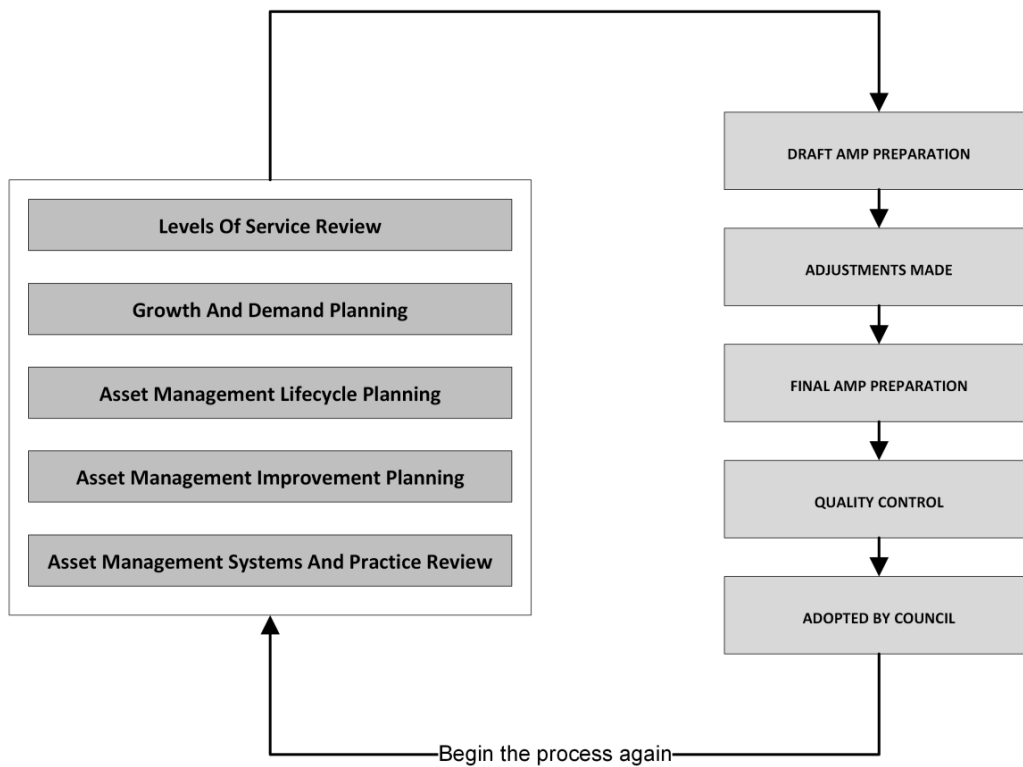 Levels Of Service Review
Growth And Demand Planning
Asset Management Lifecycle Planning
Asset Management Improvement Planning
Asset Management Systems And Practice Review
DRAFT AMP PREPARATION
ADJUSTMENTS MADE
FINAL AMP PREPARATION
QUALITY CONTROL
ADOPTED BY COUNCIL
Begin the process again